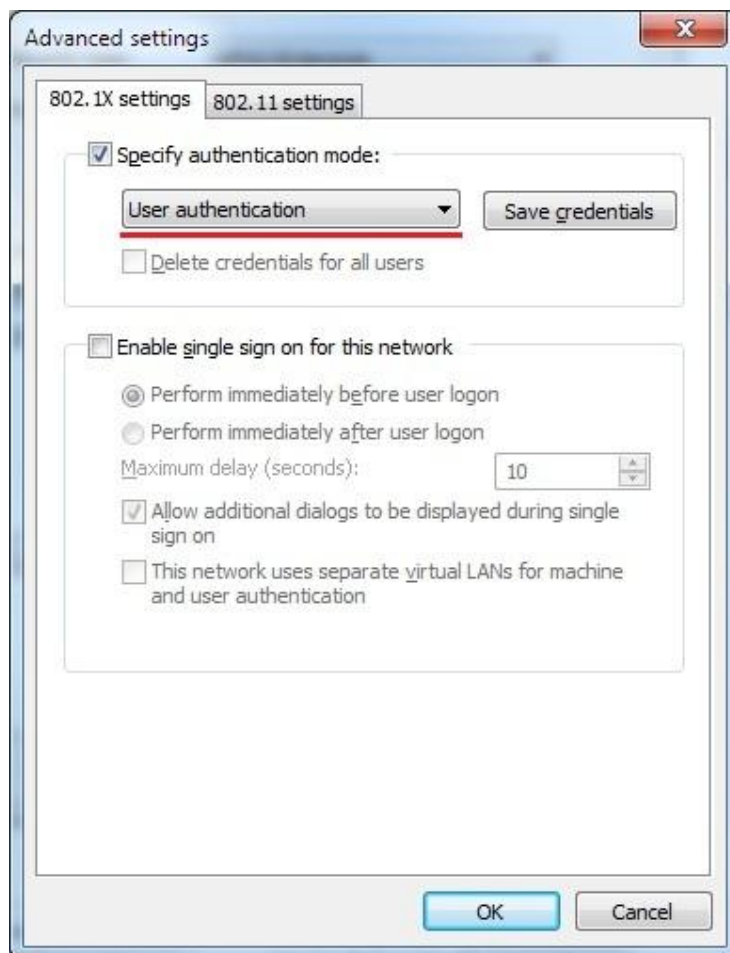 Advanced settings
802.1X settings
802.11 settings
Specify authentication mode:
User authentication
Save credentials
Delete credentials for all users
Enable single sign on for this network
Perform immediately before user logon
Perform immediately after user logon
Maximum delay (seconds):
10
Allow additional dialogs to be displayed during single
sign on
This network uses separate virtual LANs for machine
and user authentication
OK
Cancel